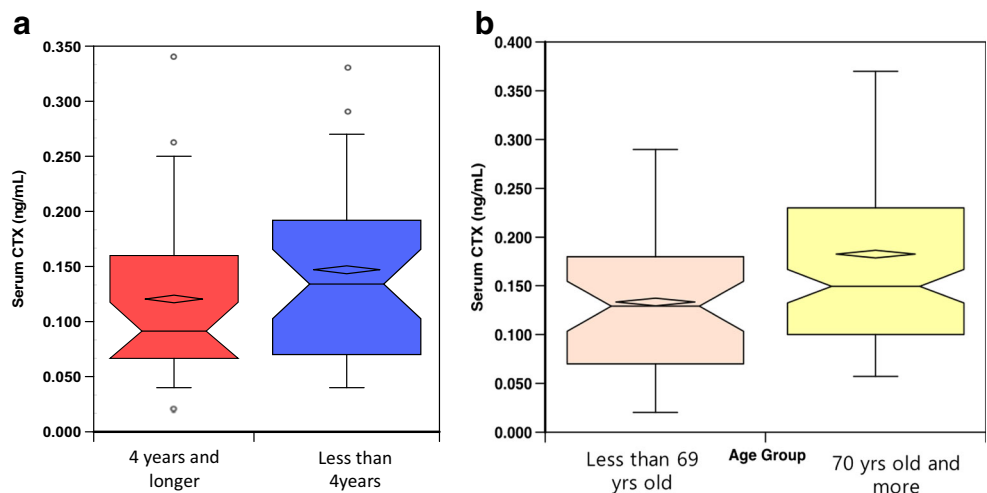 a
0.350
0.300
0.250
0.200
0.150
0.100
0.050
0.000
Serum CTX (ng/mL)
4 years and
longer
Less than
4years
b
0.400
0.350
0.300
0.250
0.200
0.150
0.100
0.050
0.000
Serum CTX (ng/mL)
Less than 69
yrs old
Age Group
70 yrs old and
more